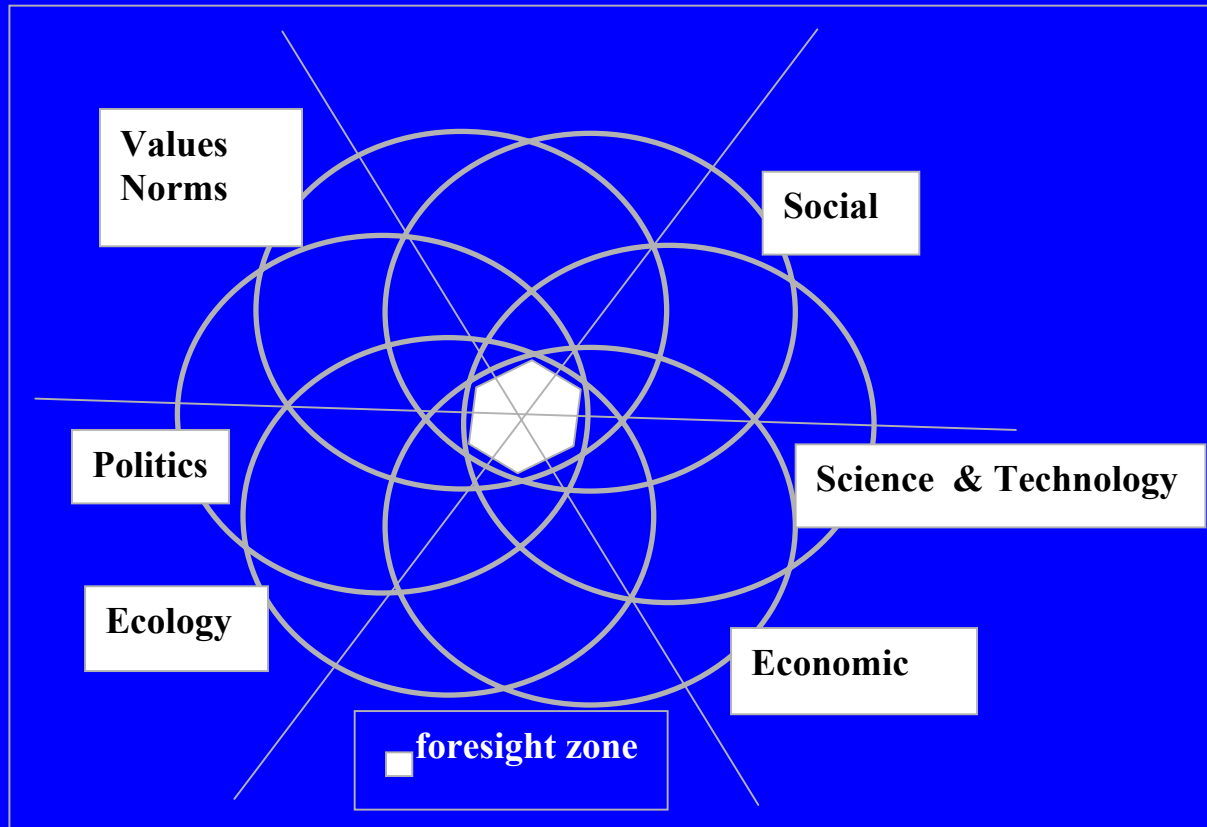 Values
Norms
Social
Politics
Science & Technology
Ecology
Economic
foresight zone